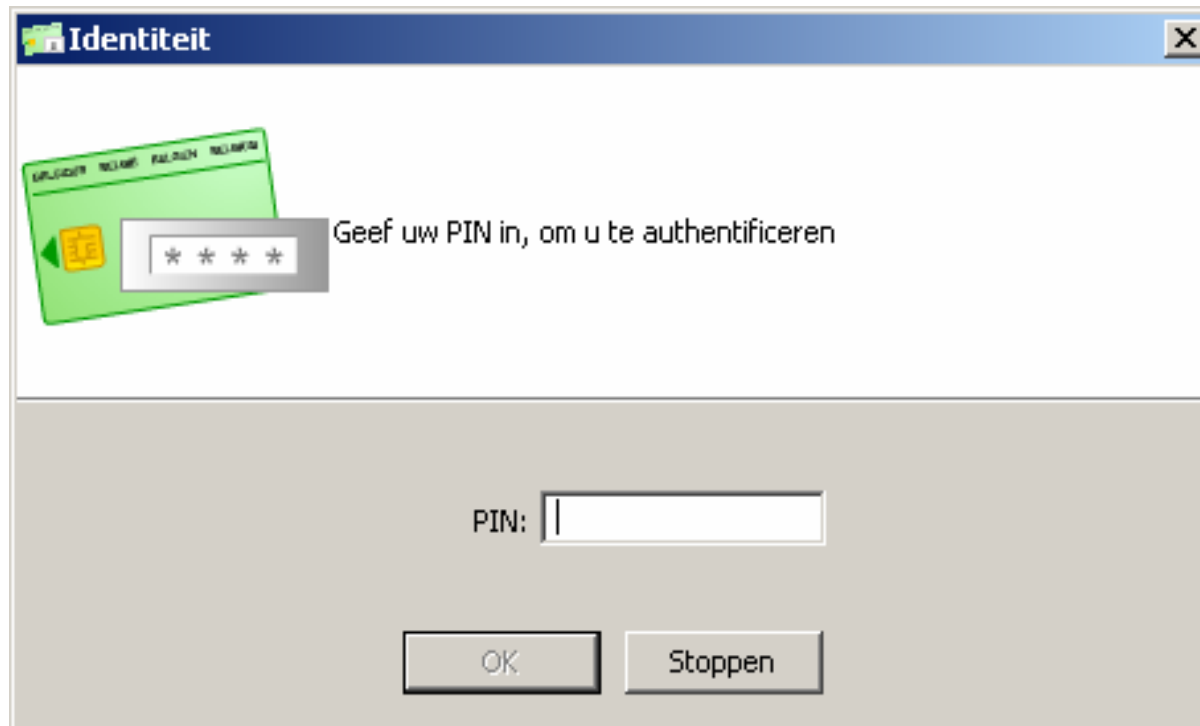 Identiteit
Geef uw PIN in, om u te authentificeren
* * * *
PIN:
OK
Stoppen